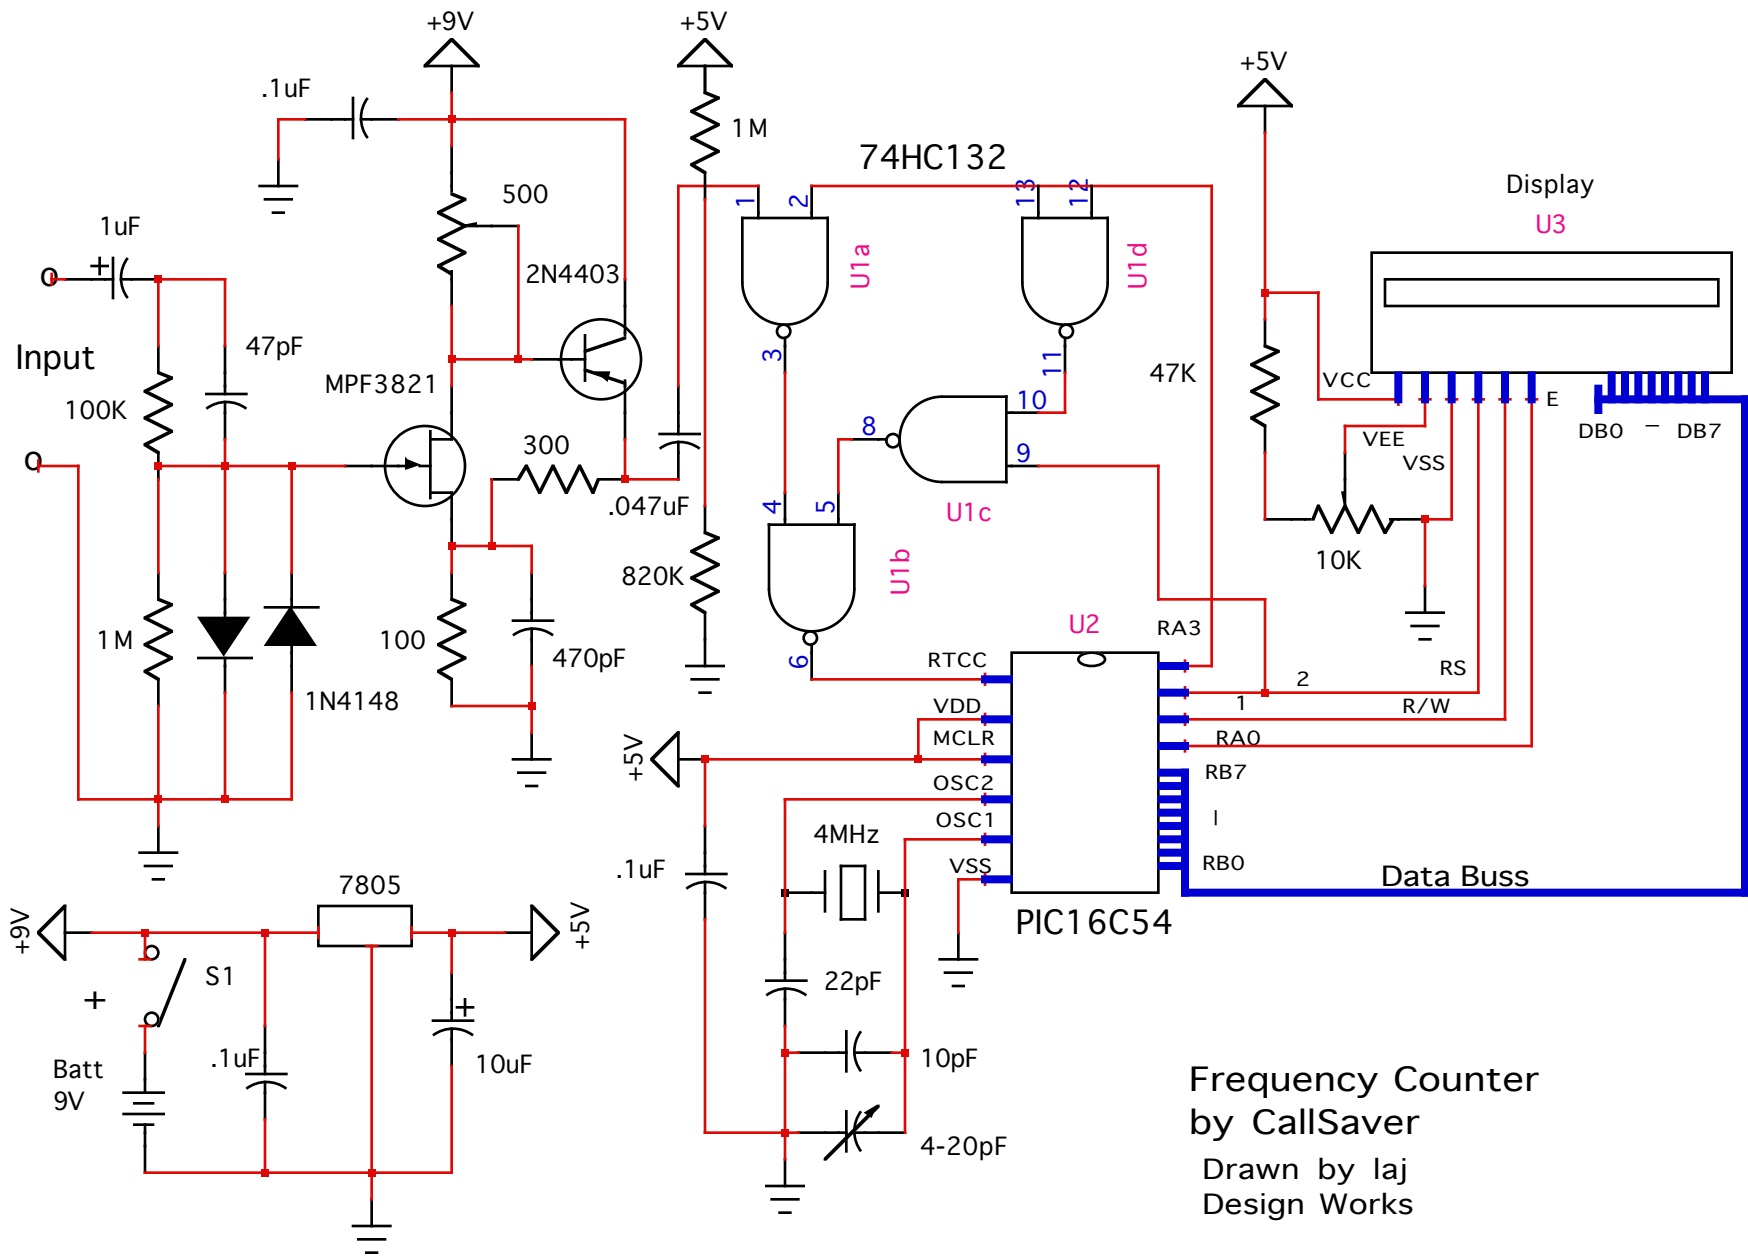 +9V
+5V
+5V
.1uF
1M
74HC132
500
Display
U3
1
2
13
12
1uF
+
U1a
U1d
2N4403
Input
47pF
3
11
MPF3821
47K
VCC
E
100K
10
8
VEE
DB0 - DB7
300
9
VSS
.047uF
4
5
U1c
10K
820K
U1b
1M
100
U2
RA3
470pF
6
RTCC
RS
2
1N4148
VDD
1
R/W
+5V
MCLR
RA0
OSC2
RB7
OSC1
|
4MHz
.1uF
VSS
RB0
7805
Data Buss
+9V
+5V
PIC16C54
S1
22pF
+
+
Batt
9V
.1uF
10uF
10pF
Frequency Counter
by CallSaver
4-20pF
Drawn by laj
Design Works